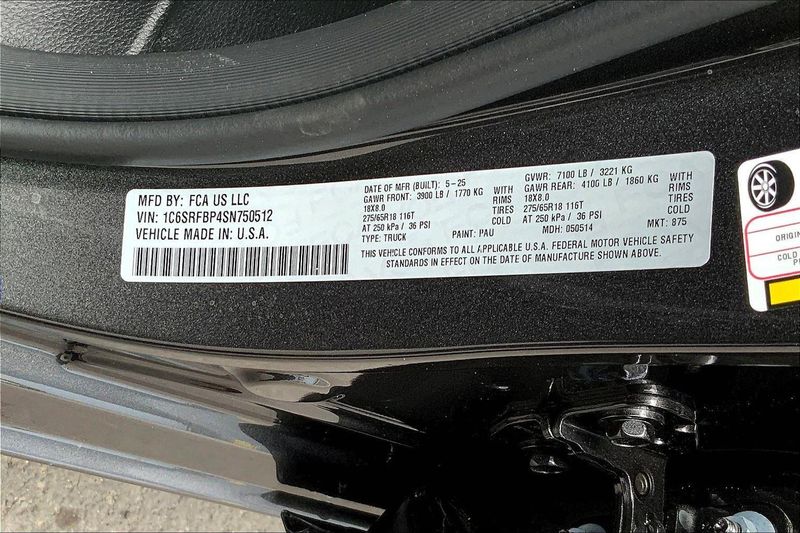 MFD BY: FCA US LLC
VIN: 1C6SRFBP4SN750512
VEHICLE MADE IN: U.S.A.
DATE OF MFR (BUILT): 5-25 GVWR: 7100 LB / 3221 KG
GAWR FRONT: 3900 LB / 1770 KG WITH GAWR REAR: 4100 LB / 1860 KG WITH
18X8.0 RIMS 18X8.0 RIMS
275/65R18 116T TIRES 275/65R18 116T TIRES
AT 250 kPa / 36 PSI COLD AT 250 kPa / 36 PSI COLD
TYPE: TRUCK PAINT: PAU MDH: 050514 MKT: 875
THIS VEHICLE CONFORMS TO ALL APPLICABLE U.S.A. FEDERAL MOTOR VEHICLE SAFETY
STANDARDS IN EFFECT ON THE DATE OF MANUFACTURE SHOWN ABOVE.
ORIGIN
COLD